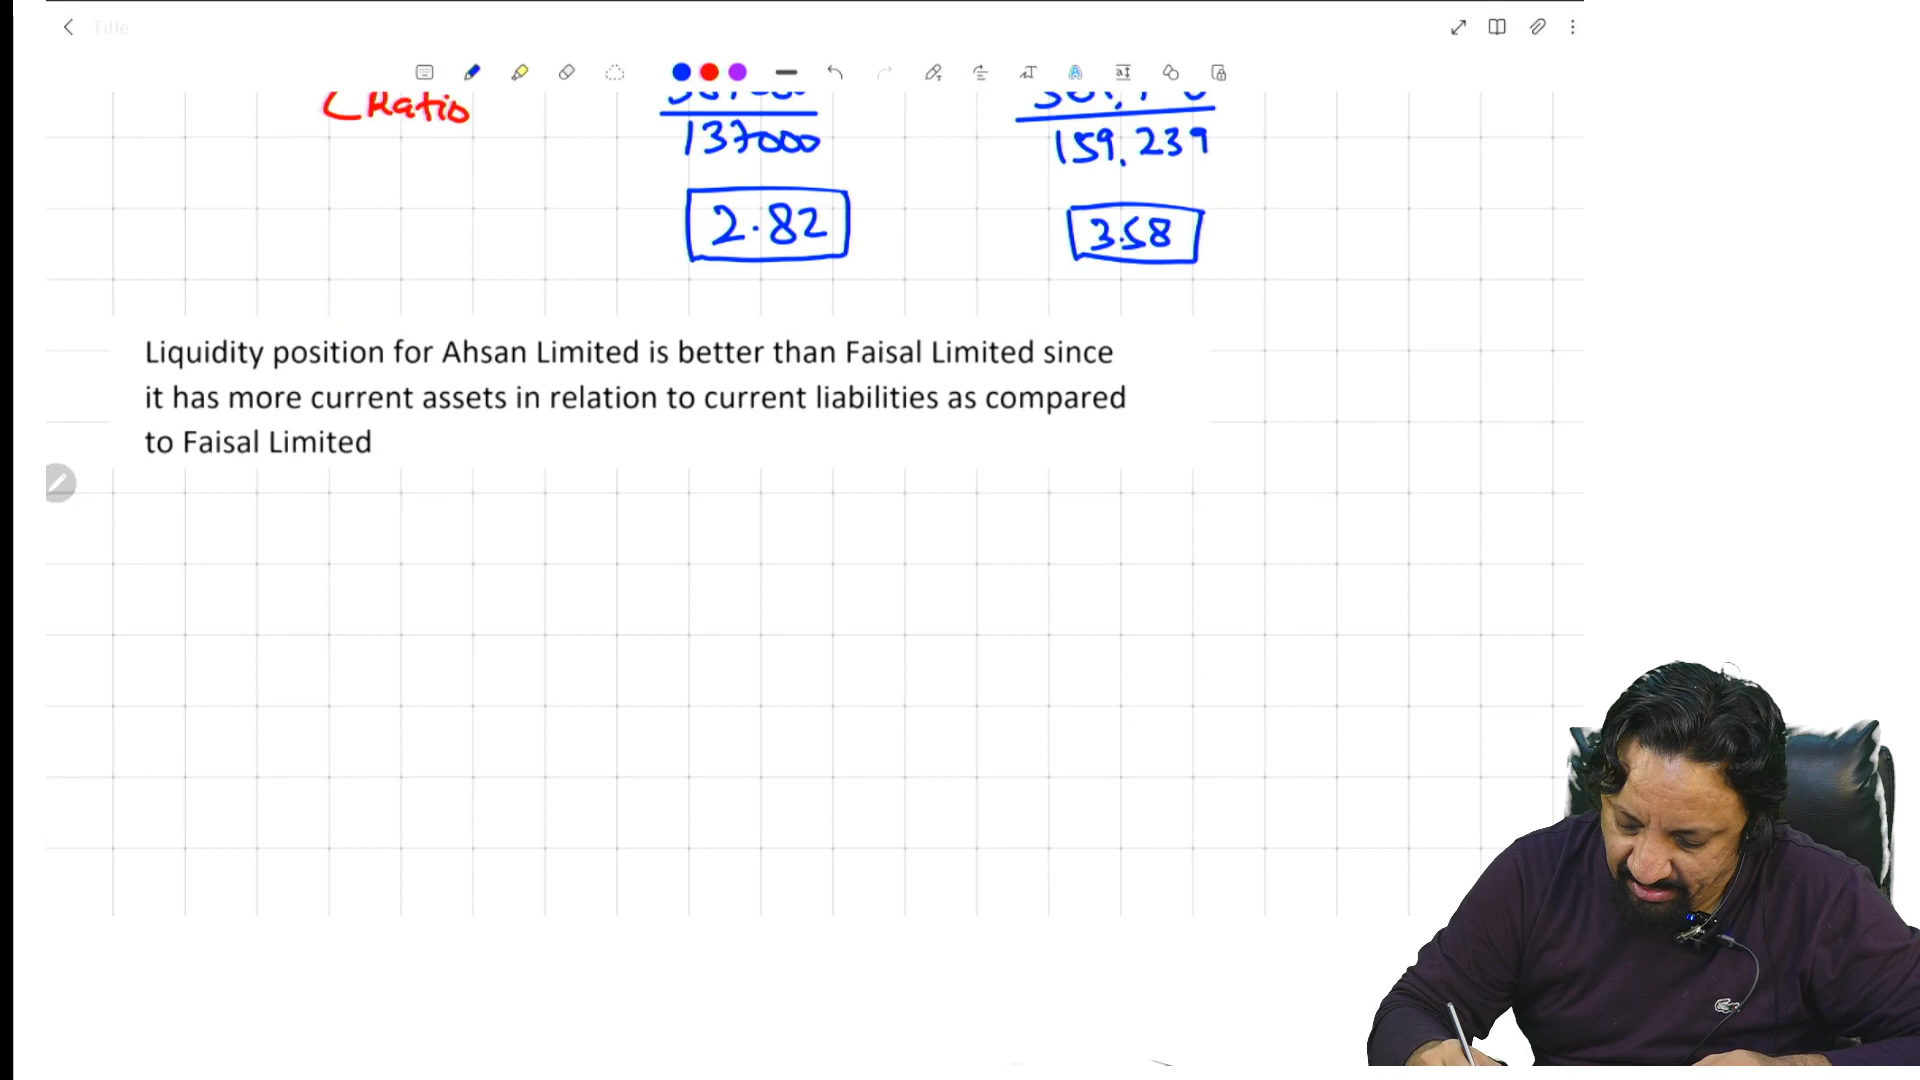 Title
Ratio
137000
159,239
2.82
3.58
Liquidity position for Ahsan Limited is better than Faisal Limited since
it has more current assets in relation to current liabilities as compared
to Faisal Limited